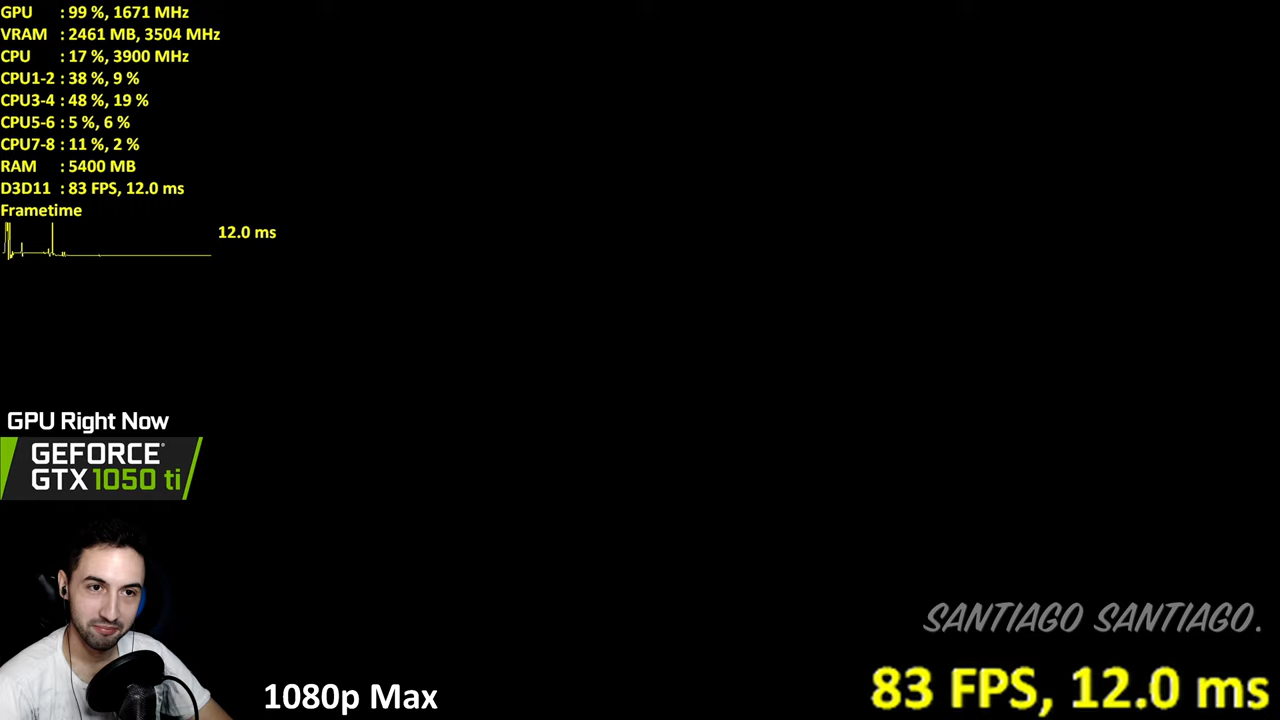 GPU : 99 %, 1671 MHz
VRAM : 2461 MB, 3504 MHz
CPU : 17 %, 3900 MHz
CPU1-2 : 38 %, 9 %
CPU3-4 : 48 %, 19 %
CPU5-6 : 5 %, 6 %
CPU7-8 : 11 %, 2 %
RAM : 5400 MB
D3D11 : 83 FPS, 12.0 ms
Frametime
12.0 ms
GPU Right Now
GEFORCE®
GTX 1050 ti
SANTIAGO SANTIAGO.
1080p Max
83 FPS, 12.0 ms